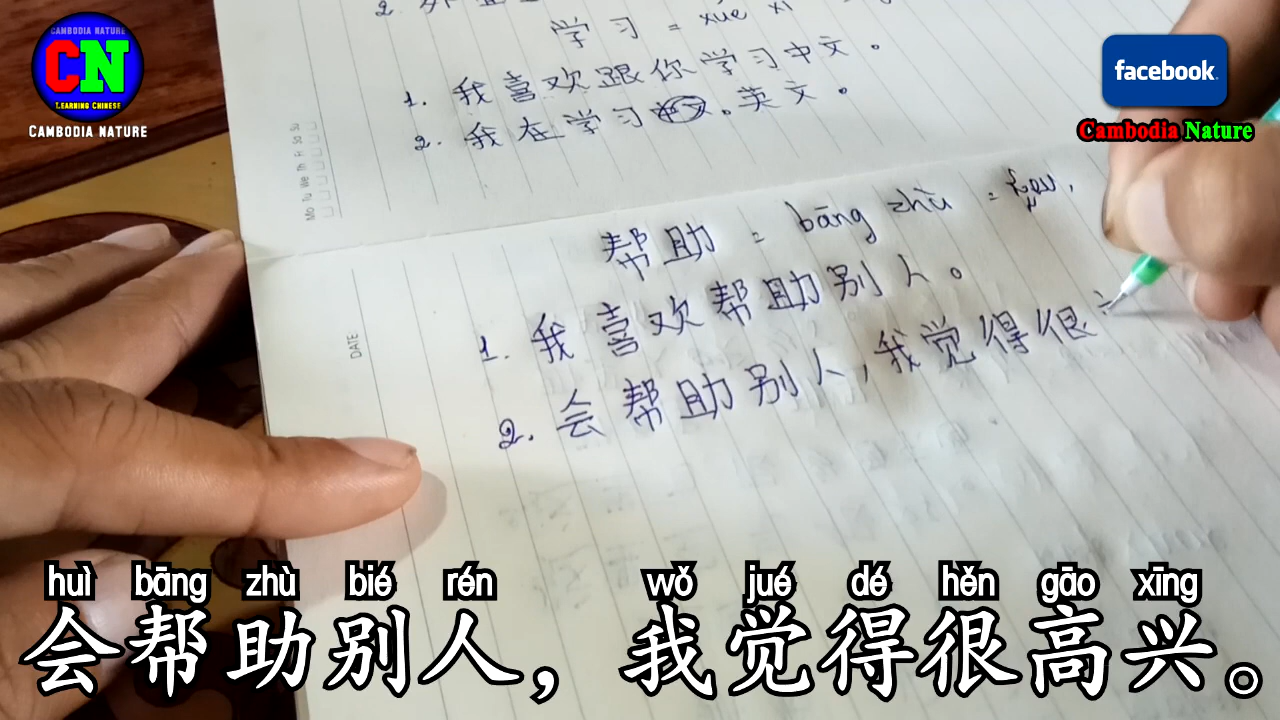 CAMBODIA NATURE
CN
LEARNING CHINESE
CAMBODIA NATURE
facebook
Cambodia Nature
2.
学习 = xué xí
1. 我喜欢跟你学习中文。
2. 我在学习。英文。
Mo Tu We Th Fr Sa Su
帮助 = bāng zhù =
1. 我喜欢帮助别人。
DATE
2. 会帮助别人,我觉得很
huì bāng zhù bié rén wǒ jué dé hěn gāo xīng
会帮助别人，我觉得很高兴。